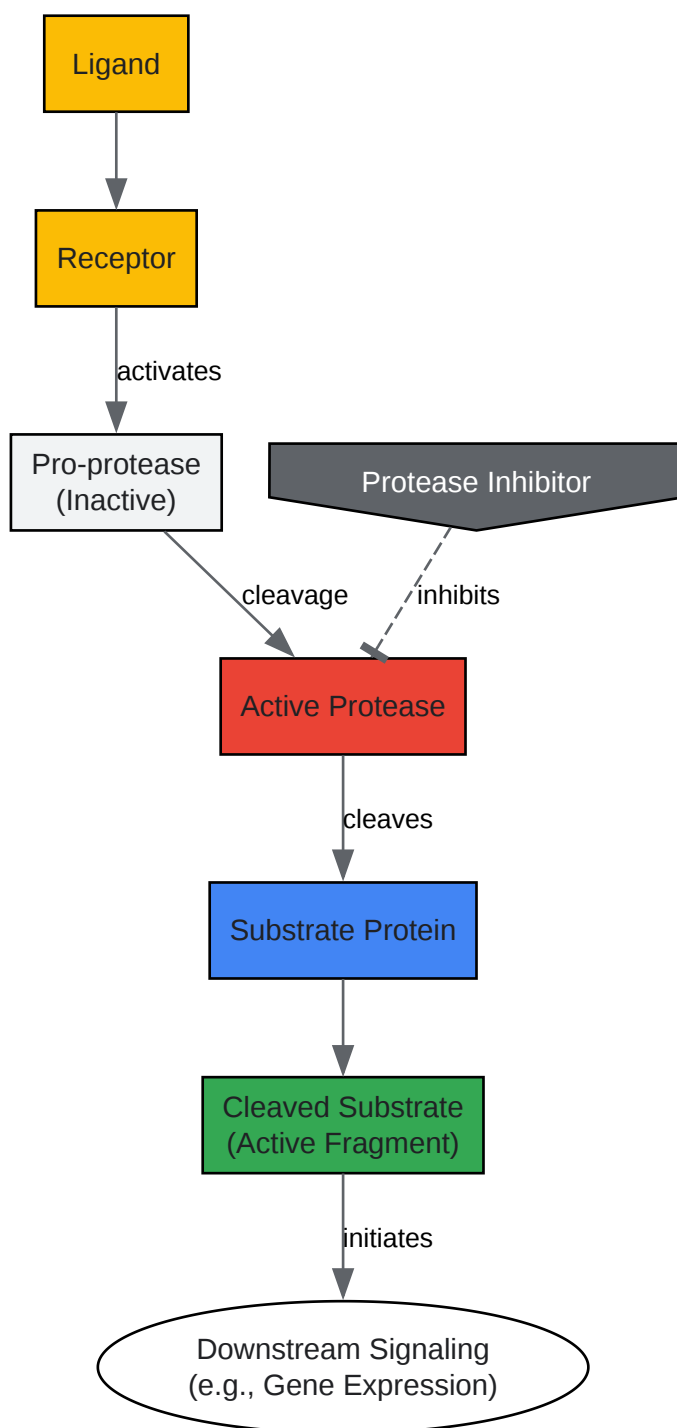 Ligand
Receptor
activates
Pro-protease
(Inactive)
Protease Inhibitor
cleavage
inhibits
Active Protease
cleaves
Substrate Protein
Cleaved Substrate
(Active Fragment)
initiates
Downstream Signaling
(e.g., Gene Expression)